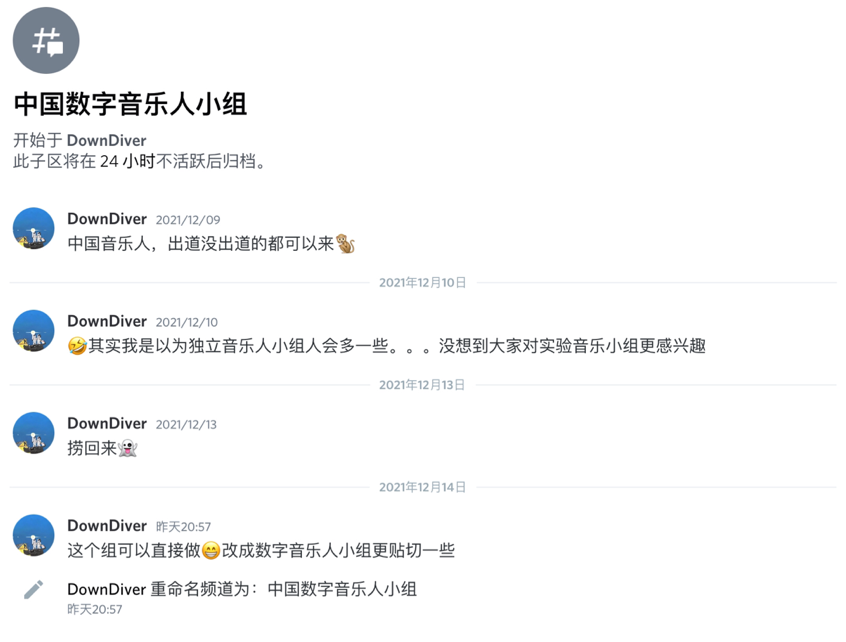 中国数字音乐人小组
开始于 DownDiver
此子区将在 24 小时不活跃后归档。
DownDiver 2021/12/09
中国音乐人，出道没出道的都可以来🐒
2021年12月10日
DownDiver 2021/12/10
🤣其实我是以为独立音乐人小组人会多一些。。。没想到大家对实验音乐小组更感兴趣
2021年12月13日
DownDiver 2021/12/13
捞回来👻
2021年12月14日
DownDiver 昨天20:57
这个组可以直接做😁改成数字音乐人小组更贴切一些
DownDiver 重命名频道为：中国数字音乐人小组
昨天20:57